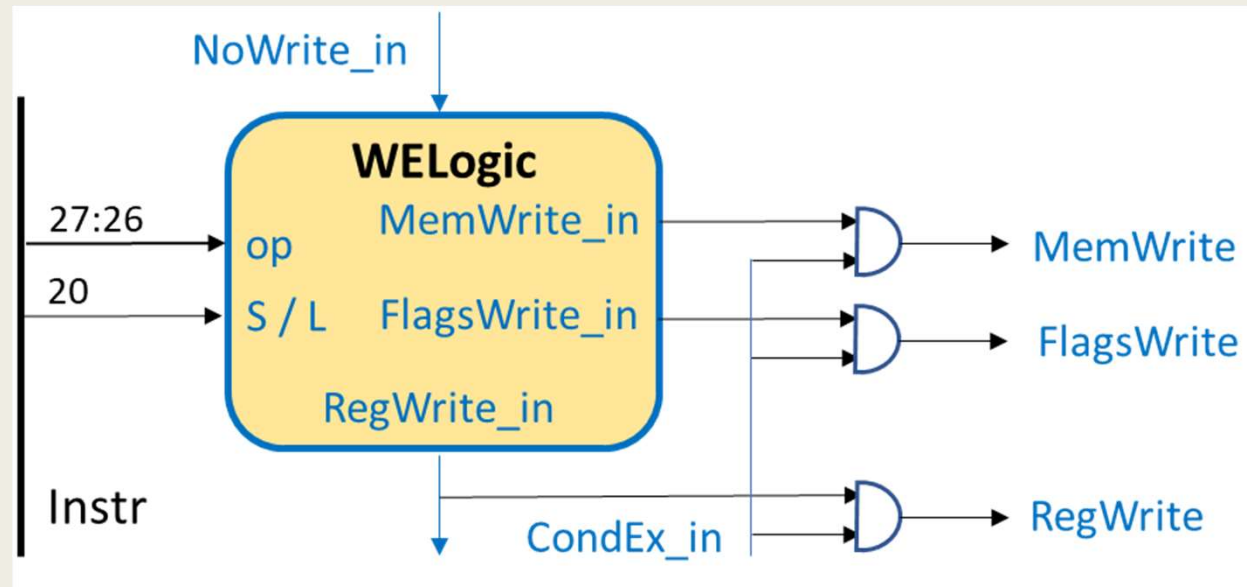 NoWrite_in
WELogic
27:26
MemWrite_in
op
MemWrite
20
S / L
FlagsWrite_in
FlagsWrite
RegWrite_in
Instr
CondEx_in
RegWrite